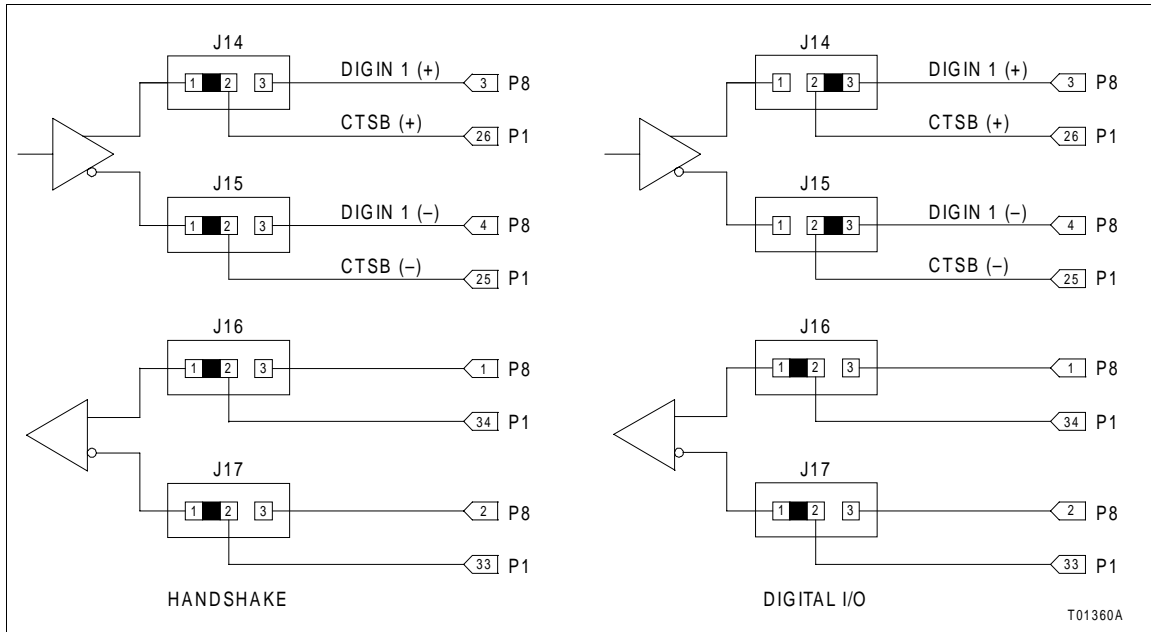 J14
1 2 3
DIGIN 1 (+)
3 P8
CTSB (+)
26 P1
J15
1 2 3
DIGIN 1 (–)
4 P8
CTSB (–)
25 P1
J16
1 2 3
1 P8
34 P1
J17
1 2 3
2 P8
33 P1
HANDSHAKE
J14
1 2 3
DIGIN 1 (+)
3 P8
CTSB (+)
26 P1
J15
1 2 3
DIGIN 1 (–)
4 P8
CTSB (–)
25 P1
J16
1 2 3
1 P8
34 P1
J17
1 2 3
2 P8
33 P1
DIGITAL I/O
T01360A